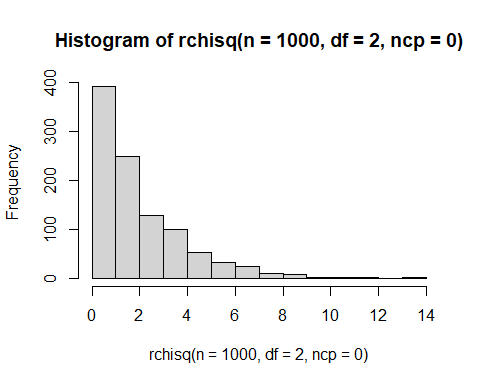 Histogram of rchisq(n = 1000, df = 2, ncp = 0)
Frequency
400
300
200
100
0
0 2 4 6 8 10 12 14
rchisq(n = 1000, df = 2, ncp = 0)